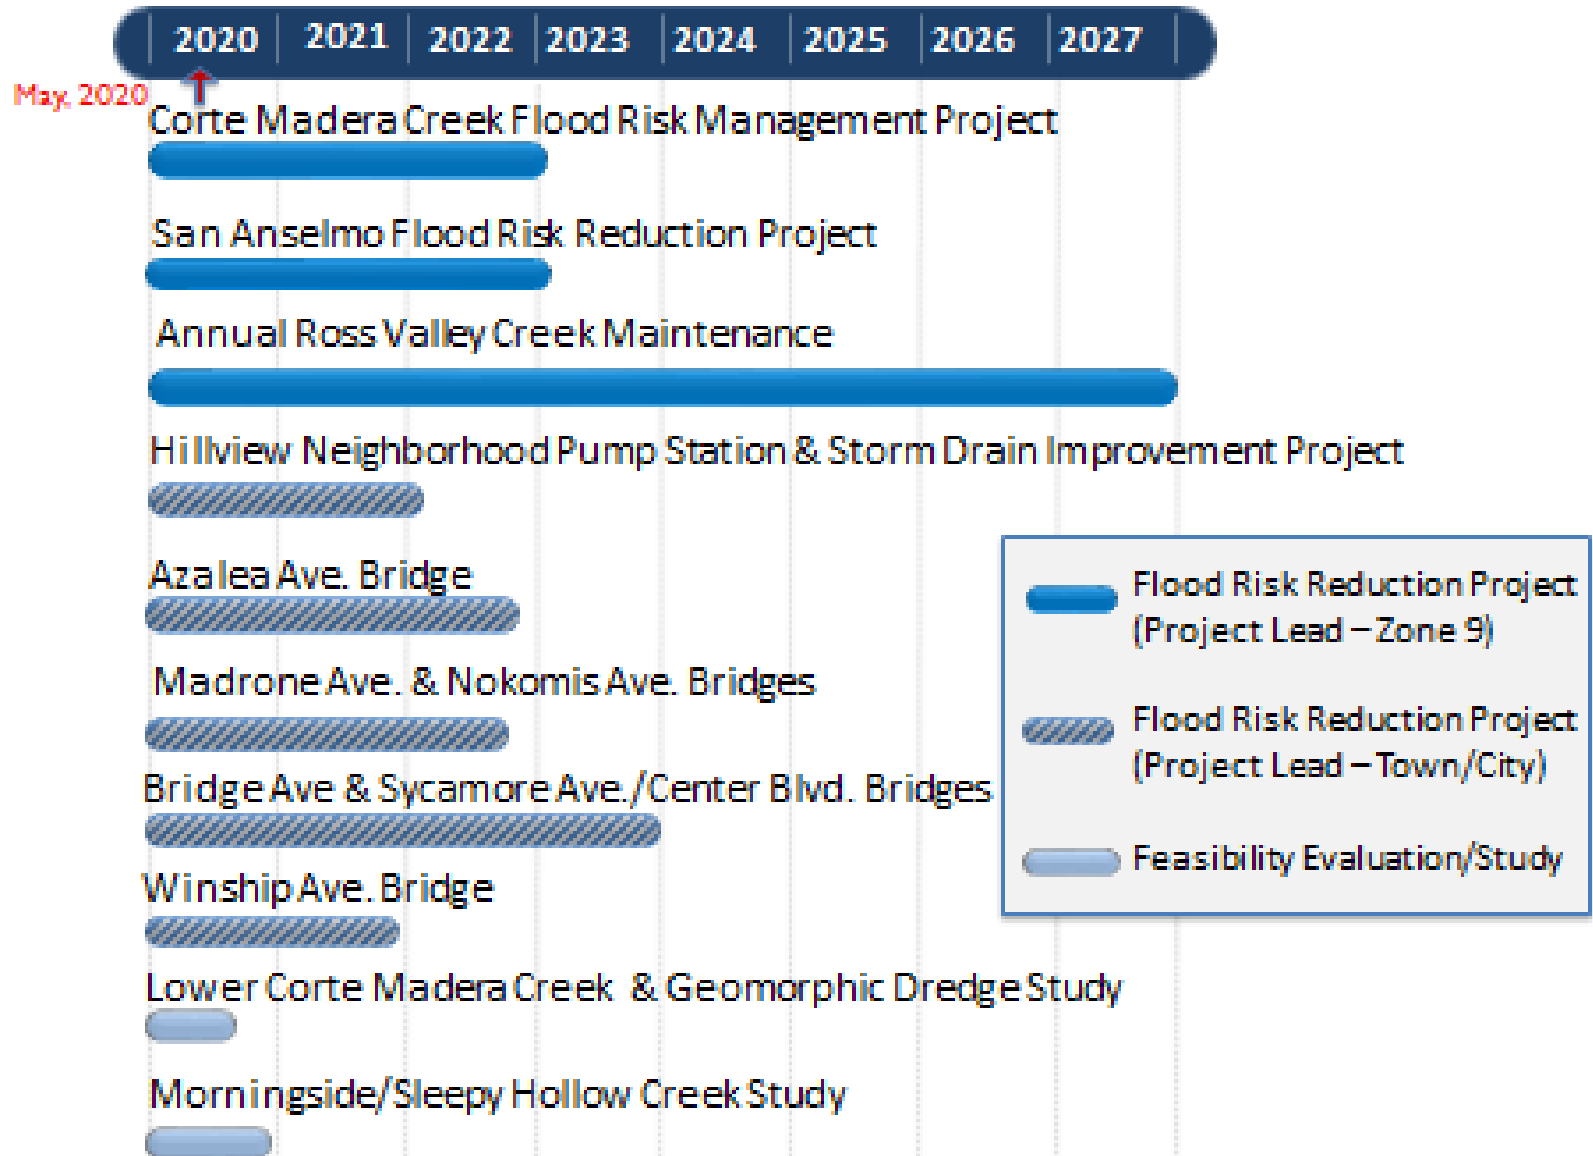 2020 2021 2022 2023 2024 2025 2026 2027
May, 2020
Corte Madera Creek Flood Risk Management Project
San Anselmo Flood Risk Reduction Project
Annual Ross Valley Creek Maintenance
Hilllview Neighborhood Pump Station & Storm Drain Improvement Project
Azalea Ave. Bridge
Madrone Ave. & Nokomis Ave. Bridges
Bridge Ave & Sycamore Ave./Center Blvd. Bridges
Winship Ave. Bridge
Lower Corte Madera Creek & Geomorphic Dredge Study
Morningside/Sleepy Hollow Creek Study
Flood Risk Reduction Project
(Project Lead – Zone 9)
Flood Risk Reduction Project
(Project Lead – Town/City)
Feasibility Evaluation/Study